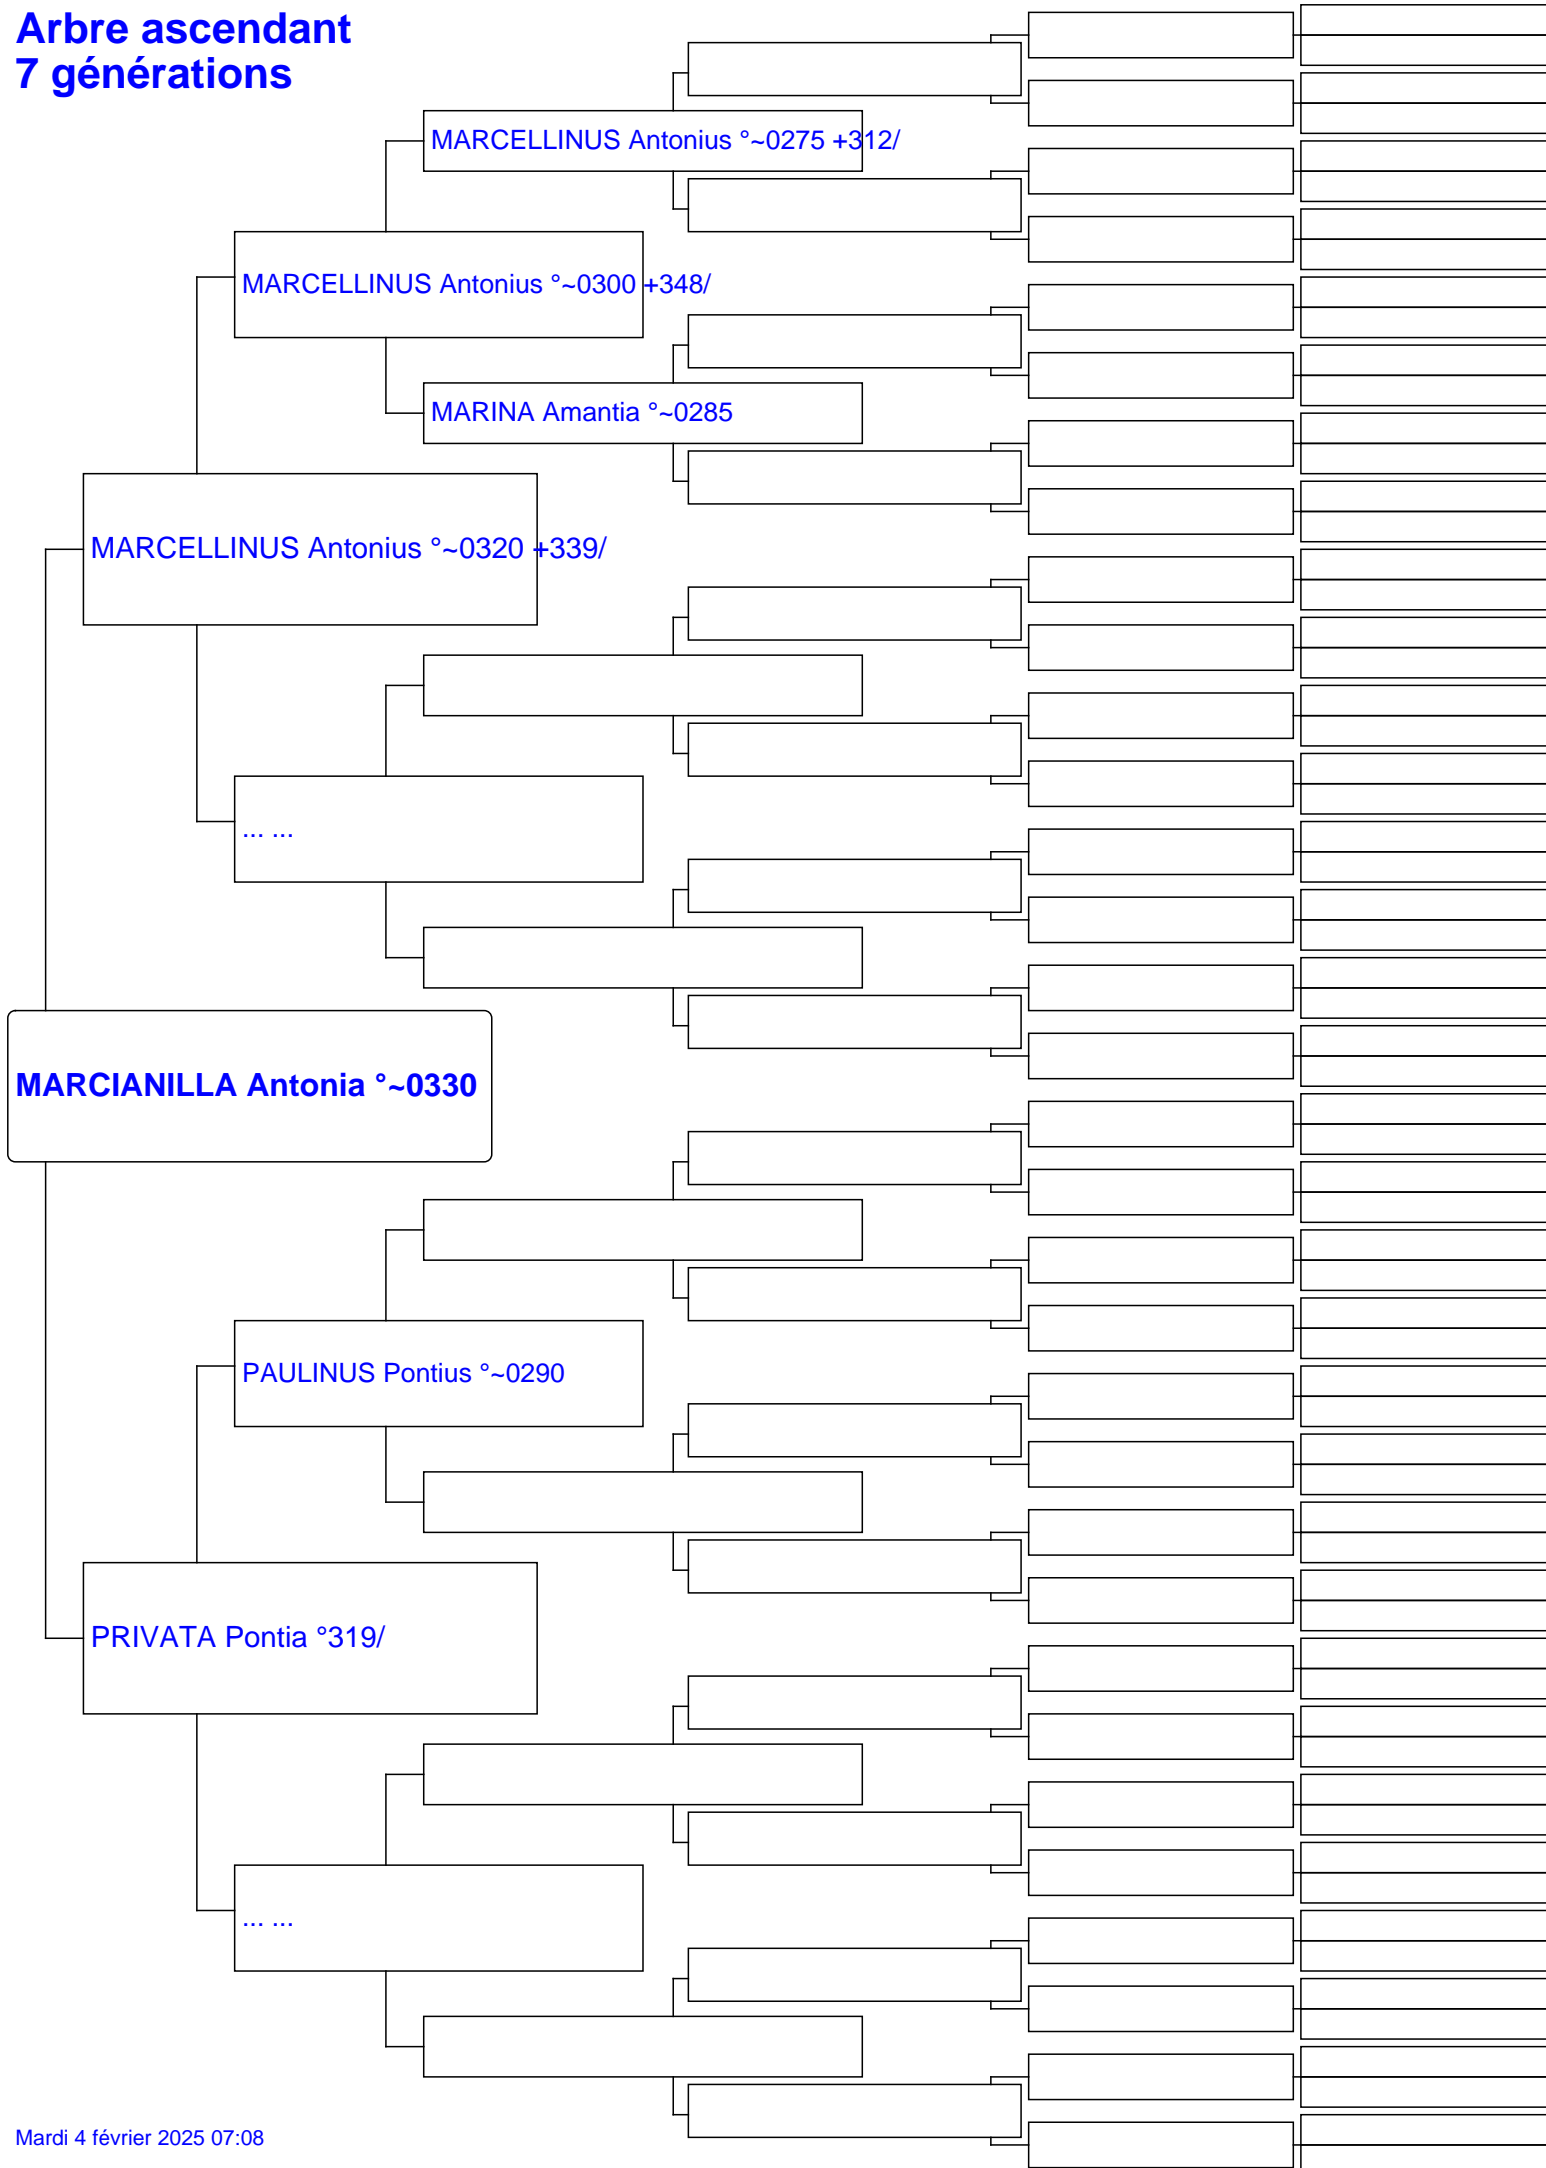 Arbre ascendant
7 générations
MARCELLINUS Antonius °~0275 +312/
MARCELLINUS Antonius °~0300 +348/
MARINA Amantia °~0285
MARCELLINUS Antonius °~0320 +339/
... ...
MARCIANILLA Antonia °~0330
PAULINUS Pontius °~0290
PRIVATA Pontia °319/
... ...
Mardi 4 février 2025 07:08